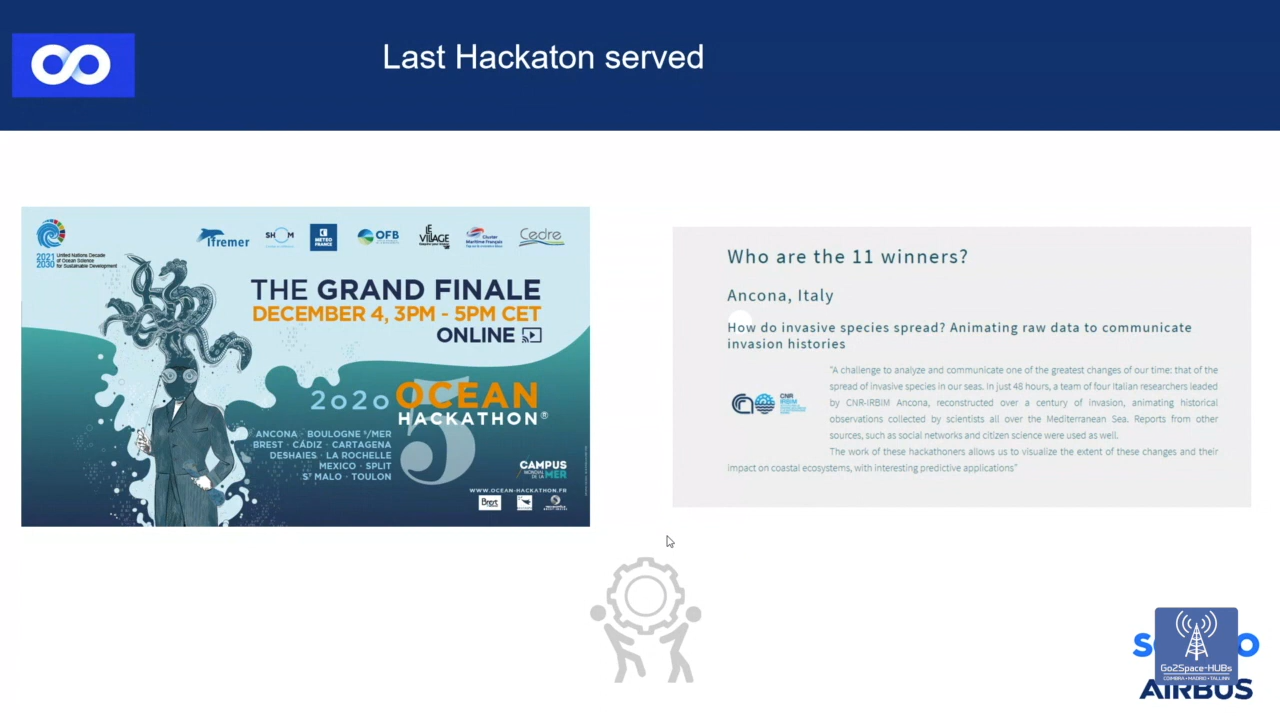 Last Hackaton served
2021
2030
United Nations Decade
of Ocean Science
for Sustainable Development
Ifremer
SHOM
METEO
FRANCE
OFB
LE
VILLAGE
Cluster
Maritime Français
Cedre
THE GRAND FINALE
DECEMBER 4, 3PM - 5PM CET
ONLINE
2020 OCEAN
HACKATHON®
5
ANCONA · BOULOGNE S/MER
BREST · CÁDIZ · CARTAGENA
DESHAIES · LA ROCHELLE
MEXICO · SPLIT
ST MALO · TOULON
CAMPUS
MONDIAL
DE LA MER
WWW.OCEAN-HACKATHON.FR
Brest
Who are the 11 winners?
Ancona, Italy
How do invasive species spread? Animating raw data to communicate
invasion histories
"A challenge to analyze and communicate one of the greatest changes of our time: that of the
spread of invasive species in our seas. In just 48 hours, a team of four Italian researchers leaded
by CNR-IRBIM Ancona, reconstructed over a century of invasion, animating historical
observations collected by scientists all over the Mediterranean Sea. Reports from other
sources, such as social networks and citizen science were used as well.
The work of these hackathoners allows us to visualize the extent of these changes and their
impact on coastal ecosystems, with interesting predictive applications"
CNR
IRBIM
Go2Space-HUBs
COIMBRA • MADRID • TALLINN
AIRBUS